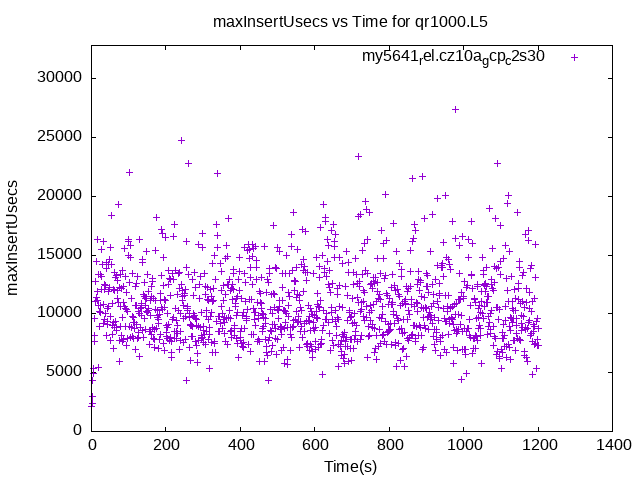 maxInsertUsecs vs Time for qr1000.L5
my5641rel.cz10agcpc2s30
30000
25000
20000
15000
10000
5000
0
maxInsertUsecs
0 200 400 600 800 1000 1200 1400
Time(s)